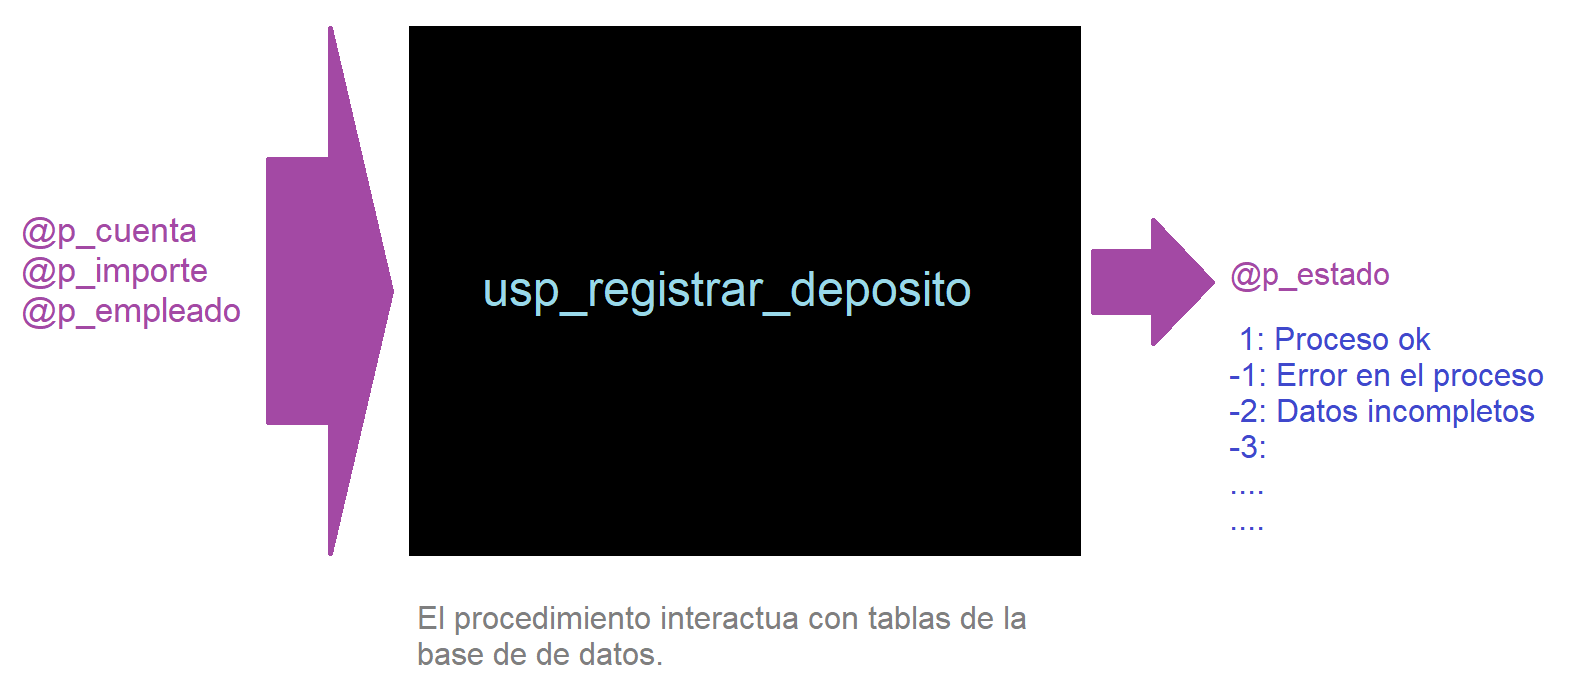 @p_cuenta
@p_importe
@p_empleado
usp_registrar_deposito
@p_estado
1: Proceso ok
-1: Error en el proceso
-2: Datos incompletos
-3:
....
....
El procedimiento interactua con tablas de la
base de de datos.